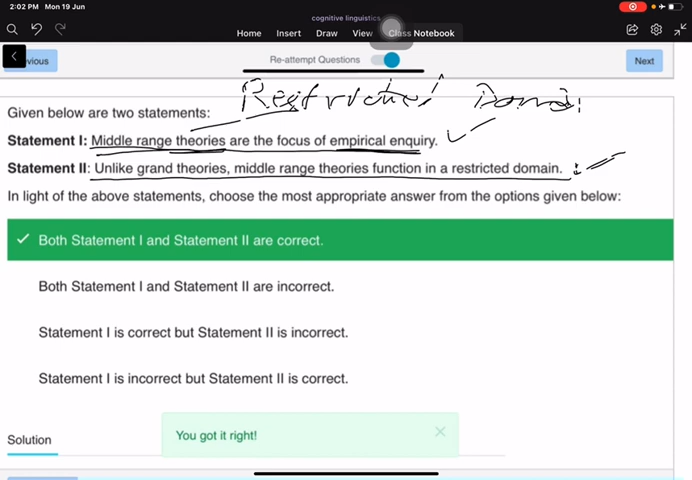 2:02 PM Mon 19 Jun
cognitive linguistics
Home Insert Draw View Class Notebook
vious Re-attempt Questions Next
Restricted Domain
Given below are two statements:
Statement I: Middle range theories are the focus of empirical enquiry.
Statement II: Unlike grand theories, middle range theories function in a restricted domain.
In light of the above statements, choose the most appropriate answer from the options given below:
Both Statement I and Statement II are correct.
Both Statement I and Statement II are incorrect.
Statement I is correct but Statement II is incorrect.
Statement I is incorrect but Statement II is correct.
You got it right!
Solution